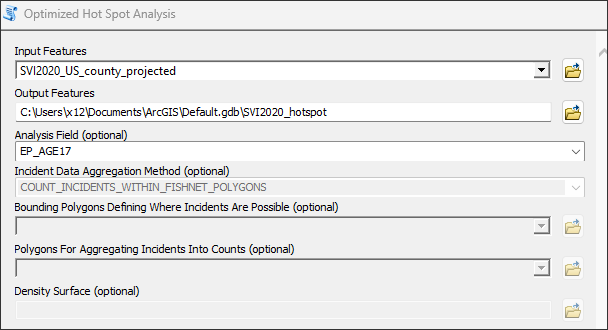 Optimized Hot Spot Analysis
Input Features
SVI2020_US_county_projected
Output Features
C:\Users\x12\Documents\ArcGIS\Default.gdb\SVI2020_hotspot
Analysis Field (optional)
EP_AGE17
Incident Data Aggregation Method (optional)
COUNT_INCIDENTS_WITHIN_FISHNET_POLYGONS
Bounding Polygons Defining Where Incidents Are Possible (optional)
Polygons For Aggregating Incidents Into Counts (optional)
Density Surface (optional)